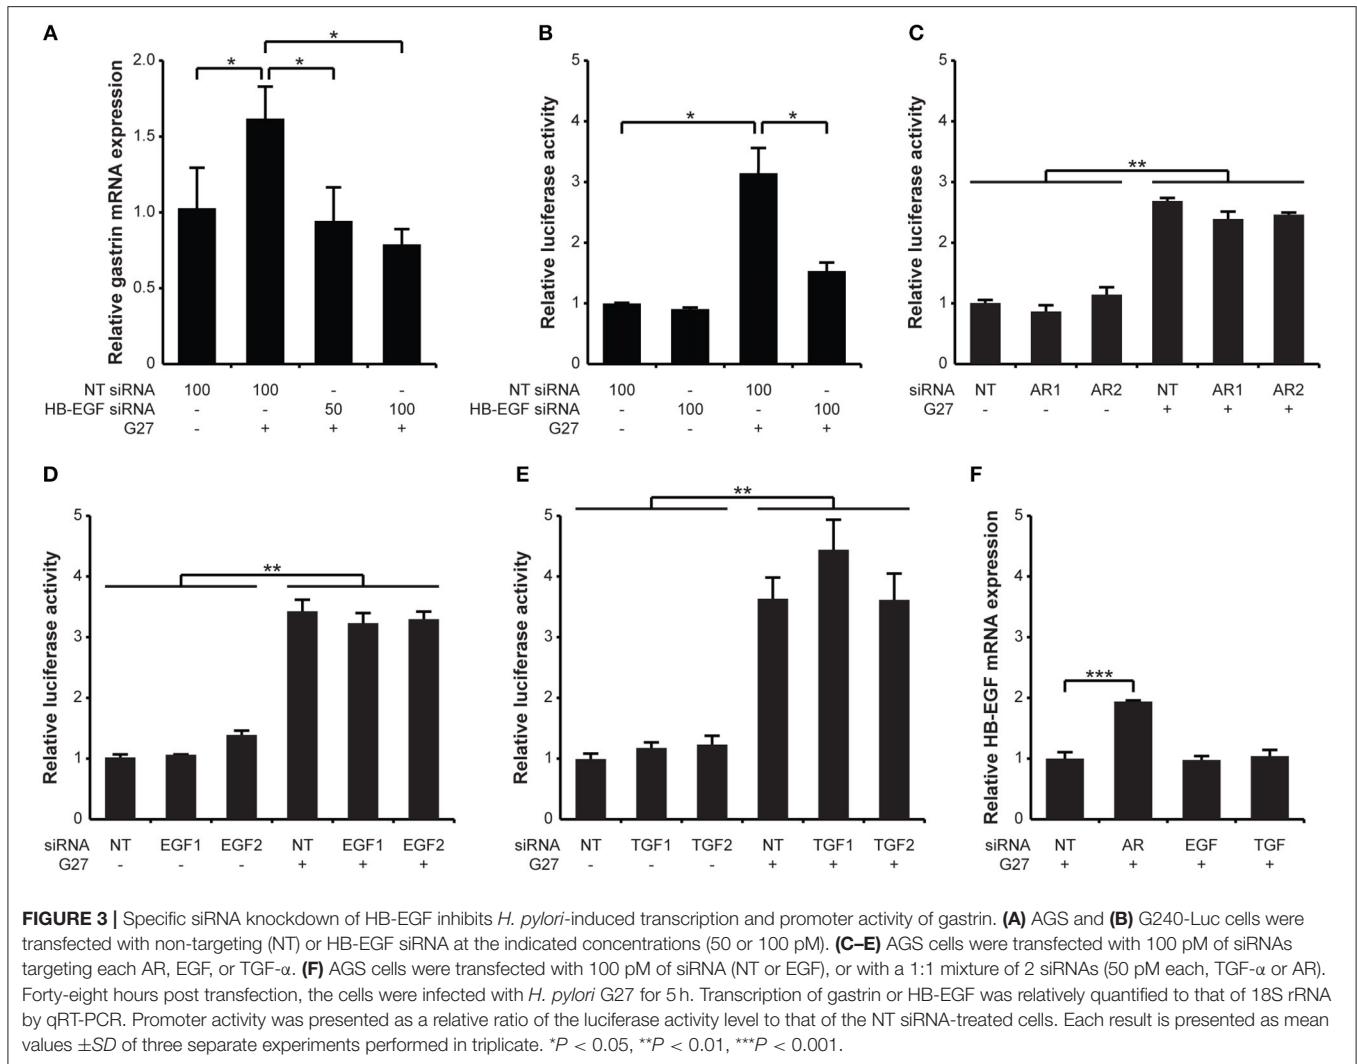 A
Relative gastrin mRNA expression
2.0
1.5
1.0
0.5
0
* * *
NT siRNA 100 100 - -
HB-EGF siRNA - - 50 100
G27 - + + +
B
Relative luciferase activity
5
4
3
2
1
0
* *
NT siRNA 100 - 100 -
HB-EGF siRNA - 100 - 100
G27 - - + +
C
Relative luciferase activity
5
4
3
2
1
0
**
siRNA NT AR1 AR2 NT AR1 AR2
G27 - - - + + +
D
Relative luciferase activity
5
4
3
2
1
0
**
siRNA NT EGF1 EGF2 NT EGF1 EGF2
G27 - - - + + +
E
Relative luciferase activity
5
4
3
2
1
0
**
siRNA NT TGF1 TGF2 NT TGF1 TGF2
G27 - - - + + +
F
Relative HB-EGF mRNA expression
5
4
3
2
1
0
***
siRNA NT AR EGF TGF
G27 + + + +
FIGURE 3 | Specific siRNA knockdown of HB-EGF inhibits H. pylori-induced transcription and promoter activity of gastrin. (A) AGS and (B) G240-Luc cells were
transfected with non-targeting (NT) or HB-EGF siRNA at the indicated concentrations (50 or 100 pM). (C–E) AGS cells were transfected with 100 pM of siRNAs
targeting each AR, EGF, or TGF-α. (F) AGS cells were transfected with 100 pM of siRNA (NT or EGF), or with a 1:1 mixture of 2 siRNAs (50 pM each, TGF-α or AR).
Forty-eight hours post transfection, the cells were infected with H. pylori G27 for 5 h. Transcription of gastrin or HB-EGF was relatively quantified to that of 18S rRNA
by qRT-PCR. Promoter activity was presented as a relative ratio of the luciferase activity level to that of the NT siRNA-treated cells. Each result is presented as mean
values ±SD of three separate experiments performed in triplicate. *P < 0.05, **P < 0.01, ***P < 0.001.